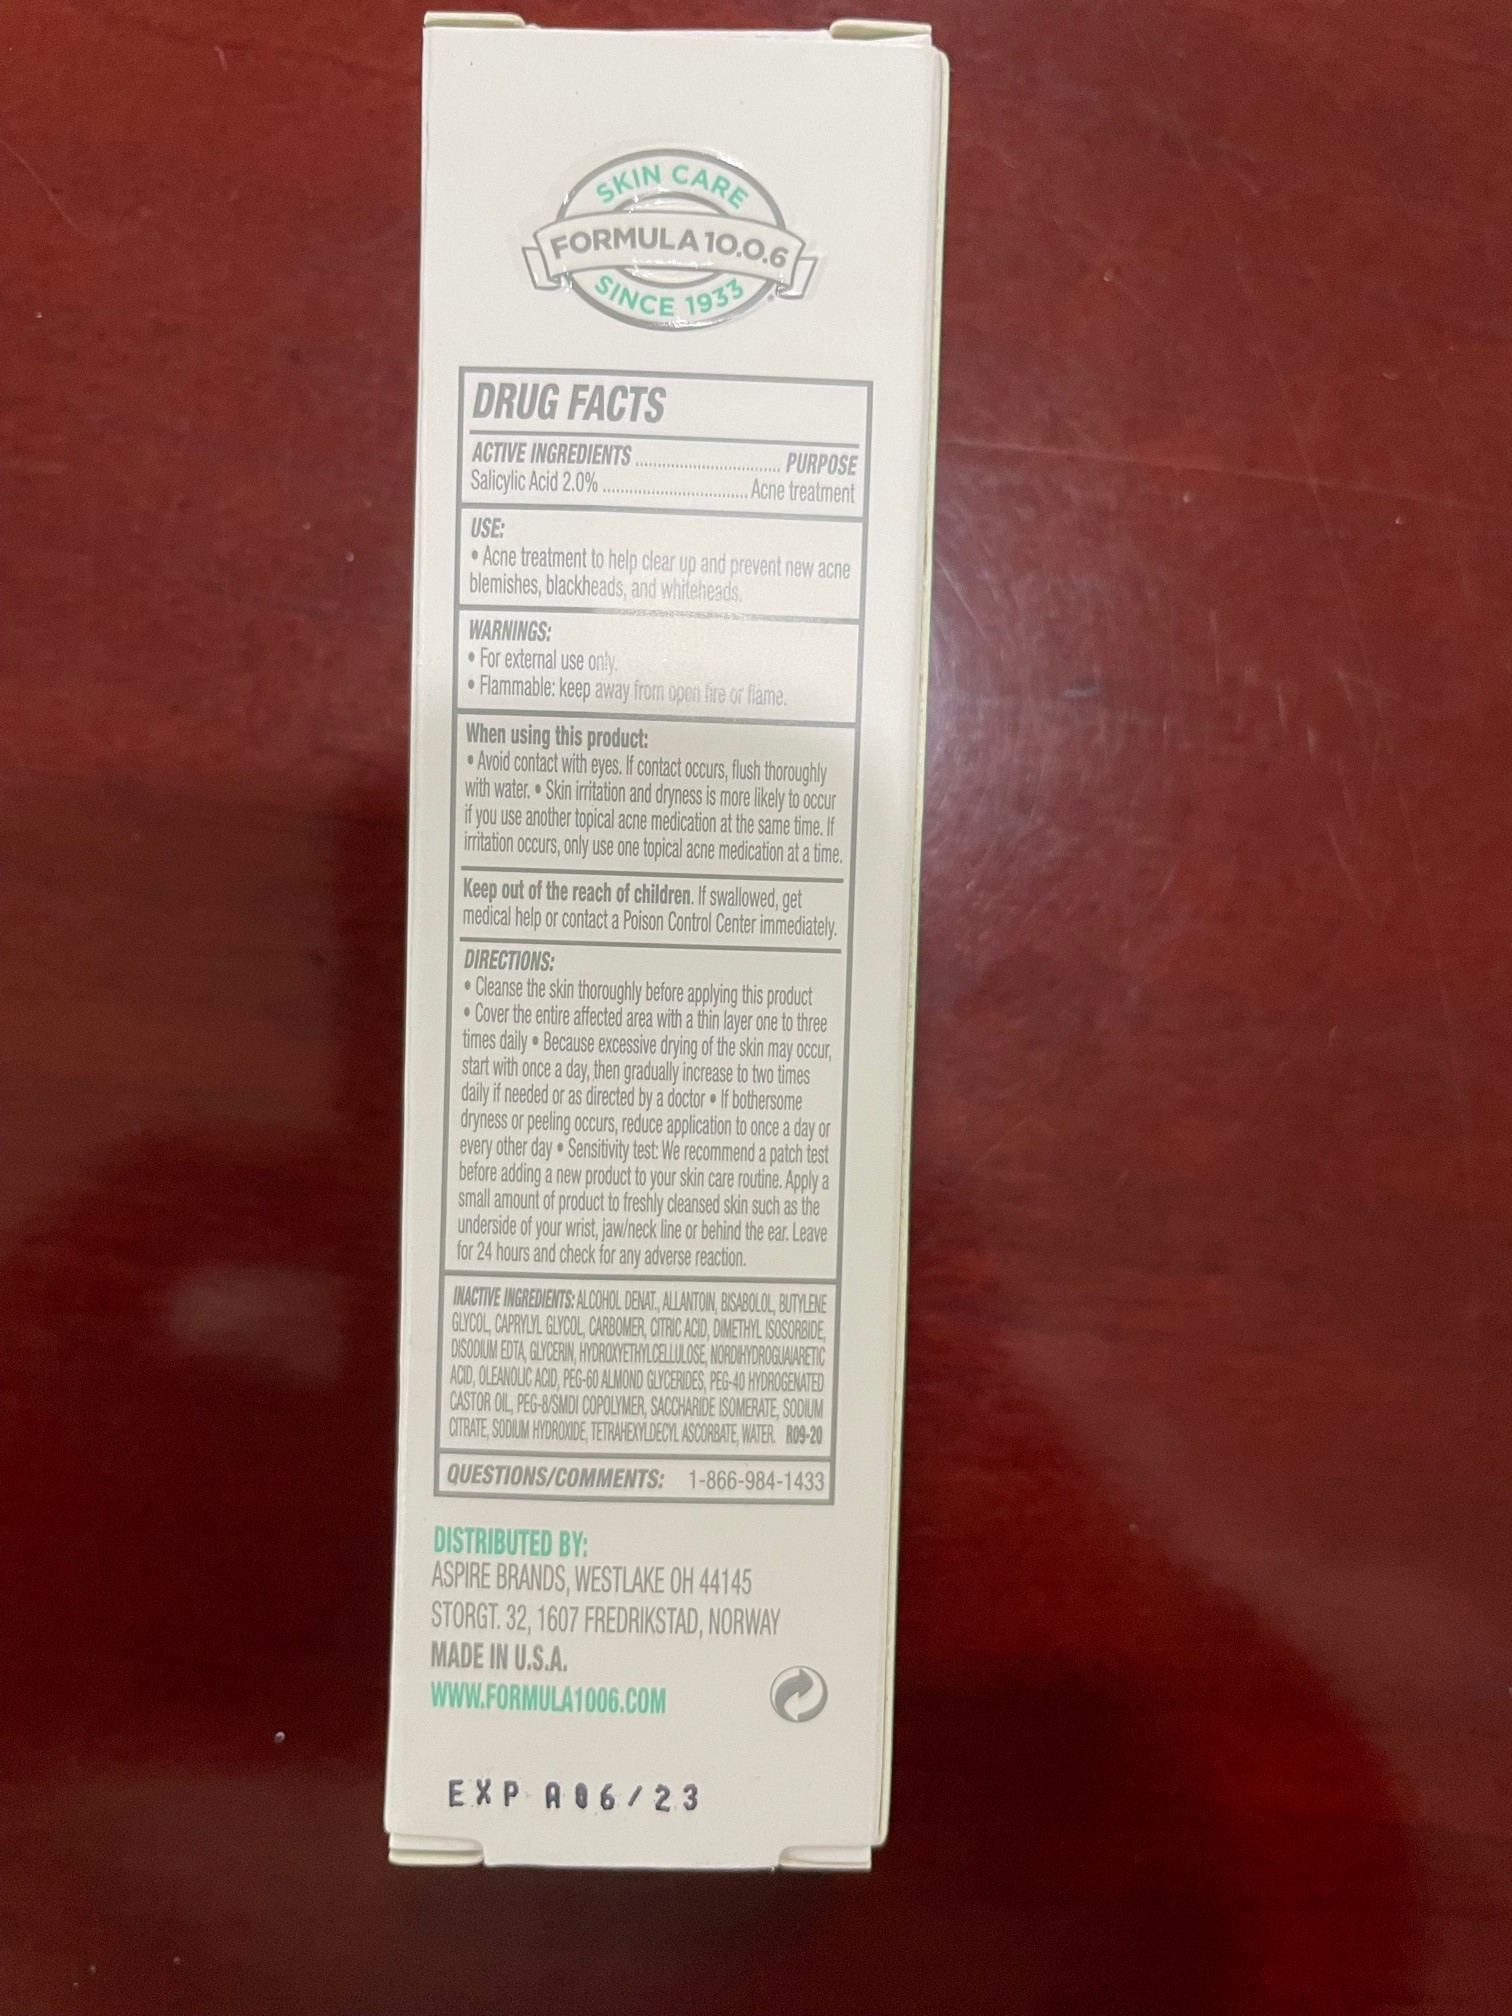 SKIN CARE
FORMULA 10.0.6
SINCE 1933
DRUG FACTS
ACTIVE INGREDIENTS ................................ PURPOSE
Salicylic Acid 2.0% ................................. Acne treatment
USE:
• Acne treatment to help clear up and prevent new acne
blemishes, blackheads, and whiteheads.
WARNINGS:
• For external use only.
• Flammable: keep away from open fire or flame.
When using this product:
• Avoid contact with eyes. If contact occurs, flush thoroughly
with water. • Skin irritation and dryness is more likely to occur
if you use another topical acne medication at the same time. If
irritation occurs, only use one topical acne medication at a time.
Keep out of the reach of children. If swallowed, get
medical help or contact a Poison Control Center immediately.
DIRECTIONS:
• Cleanse the skin thoroughly before applying this product
• Cover the entire affected area with a thin layer one to three
times daily • Because excessive drying of the skin may occur,
start with once a day, then gradually increase to two times
daily if needed or as directed by a doctor • If bothersome
dryness or peeling occurs, reduce application to once a day or
every other day • Sensitivity test: We recommend a patch test
before adding a new product to your skin care routine. Apply a
small amount of product to freshly cleansed skin such as the
underside of your wrist, jaw/neck line or behind the ear. Leave
for 24 hours and check for any adverse reaction.
INACTIVE INGREDIENTS: ALCOHOL DENAT., ALLANTOIN, BISABOLOL, BUTYLENE
GLYCOL, CAPRYLYL GLYCOL, CARBOMER, CITRIC ACID, DIMETHYL ISOSORBIDE,
DISODIUM EDTA, GLYCERIN, HYDROXYETHYLCELLULOSE, NORDIHYDROGUAIARETIC
ACID, OLEANOLIC ACID, PEG-60 ALMOND GLYCERIDES, PEG-40 HYDROGENATED
CASTOR OIL, PEG-8/SMDI COPOLYMER, SACCHARIDE ISOMERATE, SODIUM
CITRATE, SODIUM HYDROXIDE, TETRAHEXYLDECYL ASCORBATE, WATER. R09-20
QUESTIONS/COMMENTS: 1-866-984-1433
DISTRIBUTED BY:
ASPIRE BRANDS, WESTLAKE OH 44145
STORGT. 32, 1607 FREDRIKSTAD, NORWAY
MADE IN U.S.A.
WWW.FORMULA1006.COM
EXP A06/23